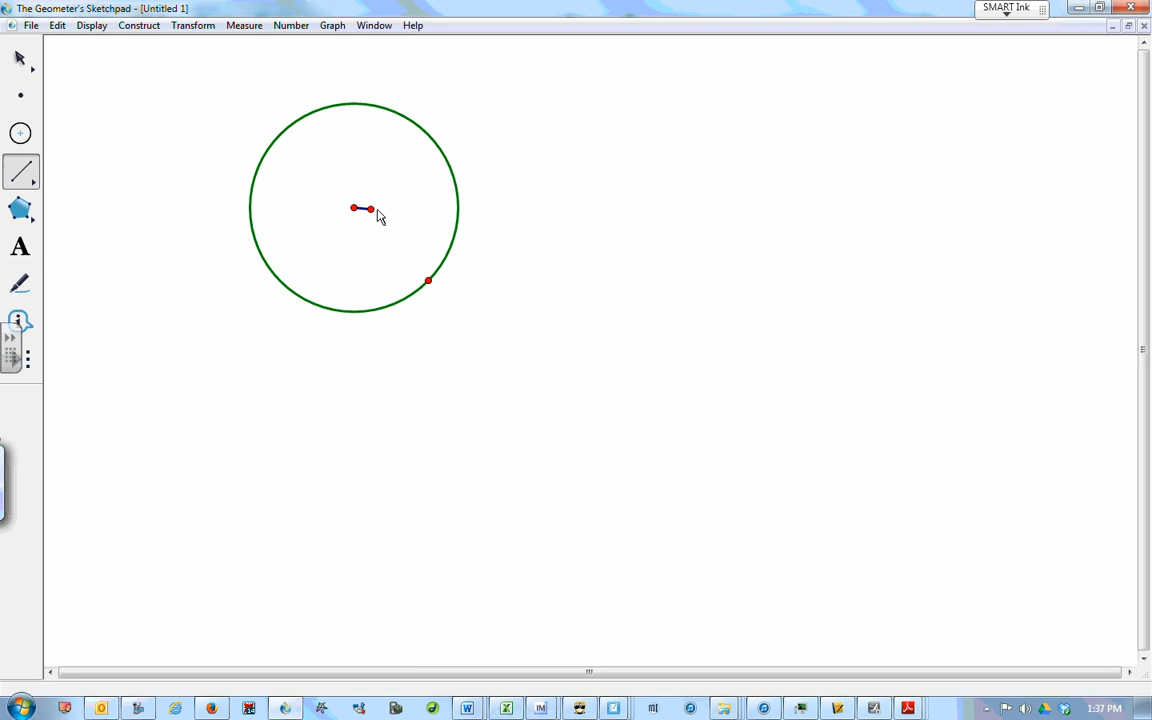 The Geometer's Sketchpad - [Untitled 1]
SMART Ink
File Edit Display Construct Transform Measure Number Graph Window Help
A
1:37 PM